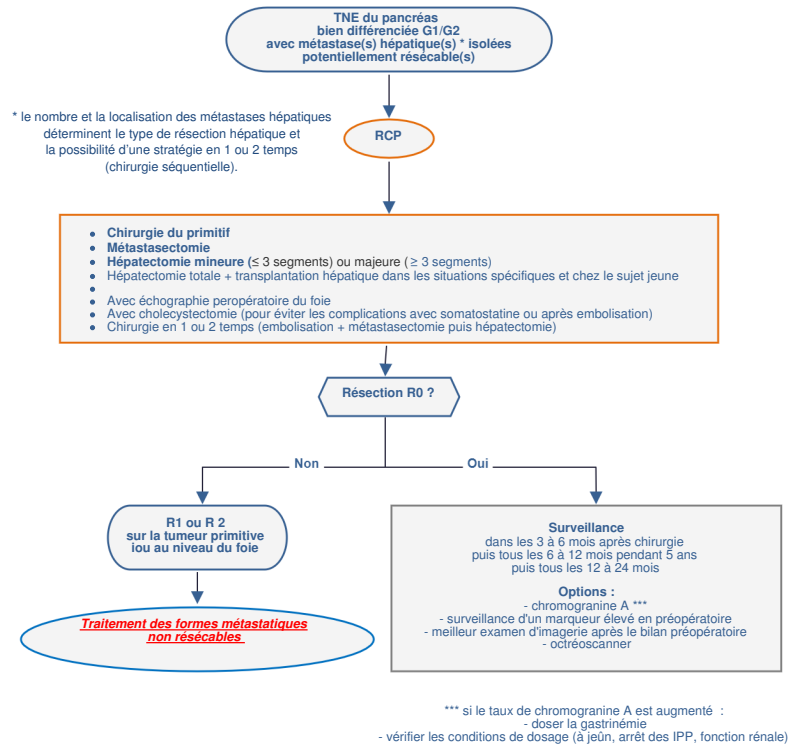 TNE du pancréas
bien différenciée G1/G2
avec métastase(s) hépatique(s) * isolées
potentiellement résécable(s)
* le nombre et la localisation des métastases hépatiques
déterminent le type de résection hépatique et
la possibilité d'une stratégie en 1 ou 2 temps
(chirurgie séquentielle).
RCP
• Chirurgie du primitif
• Métastasectomie
• Hépatectomie mineure (≤ 3 segments) ou majeure ( ≥ 3 segments)
• Hépatectomie totale + transplantation hépatique dans les situations spécifiques et chez le sujet jeune
•
• Avec échographie peropératoire du foie
• Avec cholecystectomie (pour éviter les complications avec somatostatine ou après embolisation)
• Chirurgie en 1 ou 2 temps (embolisation + métastasectomie puis hépatectomie)
Résection R0 ?
Non
Oui
R1 ou R 2
sur la tumeur primitive
iou au niveau du foie
Traitement des formes métastatiques
non résécables
Surveillance
dans les 3 à 6 mois après chirurgie
puis tous les 6 à 12 mois pendant 5 ans
puis tous les 12 à 24 mois
Options :
- chromogranine A ***
- surveillance d'un marqueur élevé en préopératoire
- meilleur examen d'imagerie après le bilan préopératoire
- octréoscanner
*** si le taux de chromogranine A est augmenté :
- doser la gastrinémie
- vérifier les conditions de dosage (à jeûn, arrêt des IPP, fonction rénale)